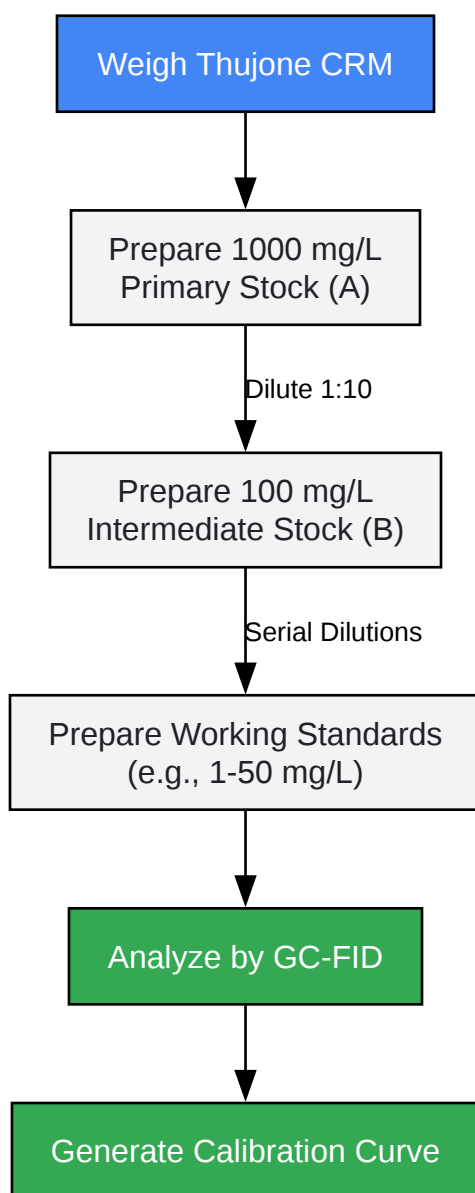 Weigh Thujone CRM
Prepare 1000 mg/L
Primary Stock (A)
Dilute 1:10
Prepare 100 mg/L
Intermediate Stock (B)
Serial Dilutions
Prepare Working Standards
(e.g., 1-50 mg/L)
Analyze by GC-FID
Generate Calibration Curve